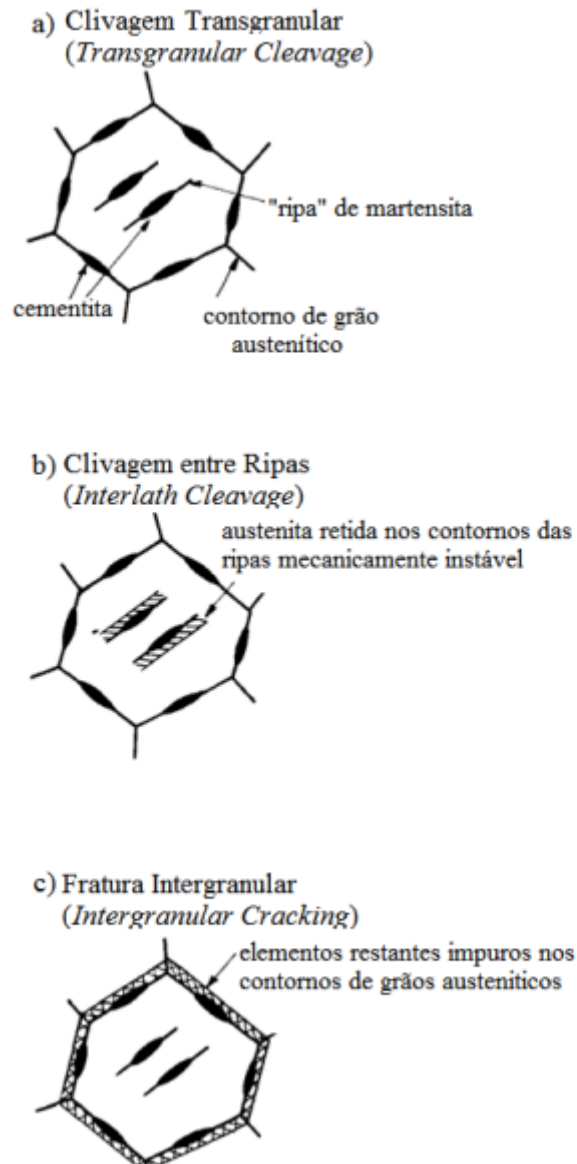 a) Clivagem Transgranular
(Transgranular Cleavage)
"ripa" de martensita
cementita
contorno de grão
austenítico
b) Clivagem entre Ripas
(Interlath Cleavage)
austenita retida nos contornos das
ripas mecanicamente instável
c) Fratura Intergranular
(Intergranular Cracking)
elementos restantes impuros nos
contornos de grãos austeniticos